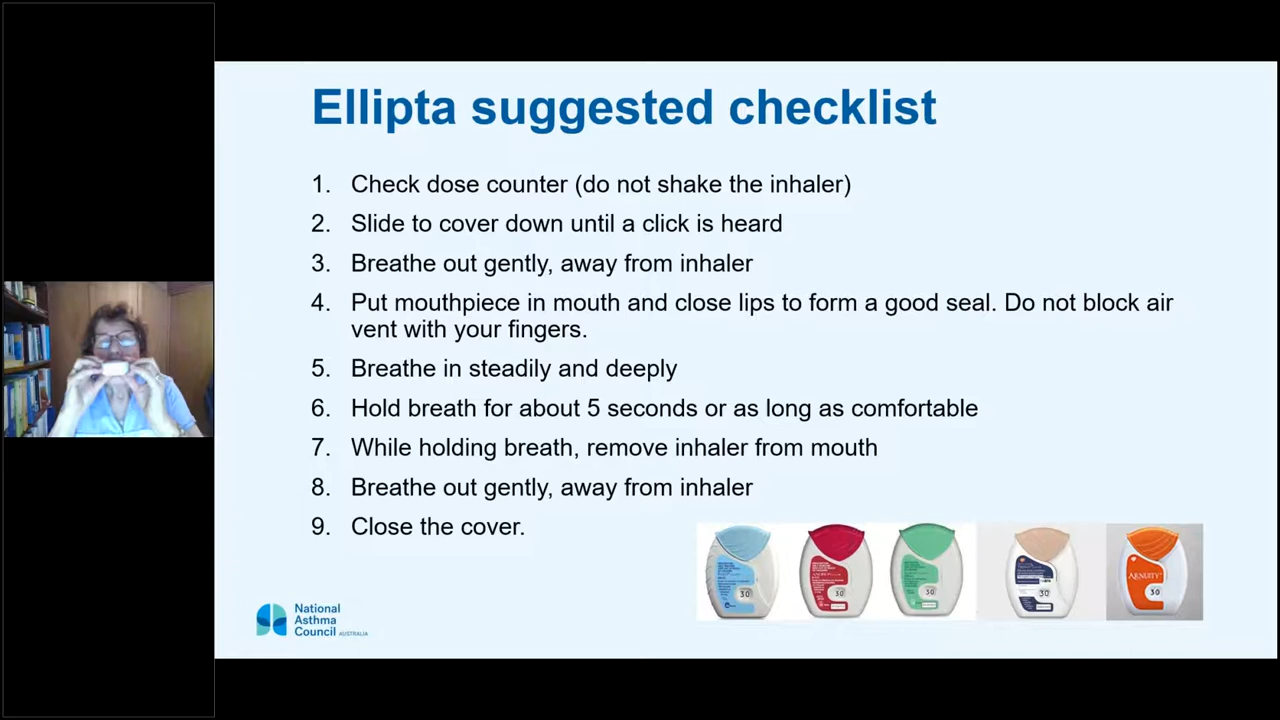 Ellipta suggested checklist
1. Check dose counter (do not shake the inhaler)
2. Slide to cover down until a click is heard
3. Breathe out gently, away from inhaler
4. Put mouthpiece in mouth and close lips to form a good seal. Do not block air
vent with your fingers.
5. Breathe in steadily and deeply
6. Hold breath for about 5 seconds or as long as comfortable
7. While holding breath, remove inhaler from mouth
8. Breathe out gently, away from inhaler
9. Close the cover.
30
30
30
30
ARNUITY
30
National
Asthma
Council AUSTRALIA